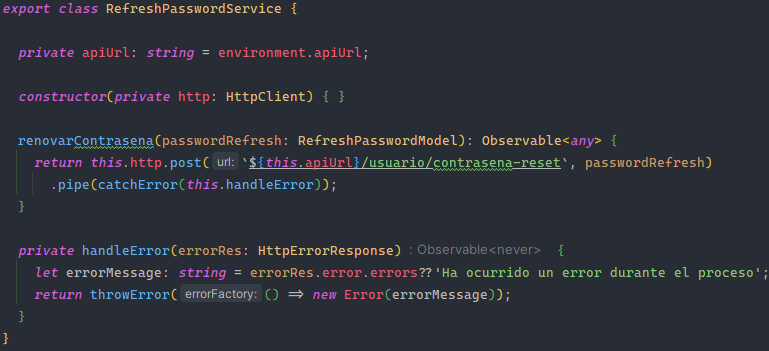 export class RefreshPasswordService {
private apiUrl: string = environment.apiUrl;
constructor(private http: HttpClient) { }
renovarContrasena(passwordRefresh: RefreshPasswordModel): Observable<any> {
return this.http.post( url: `${this.apiUrl}/usuario/contrasena-reset`, passwordRefresh)
.pipe(catchError(this.handleError));
}
private handleError(errorRes: HttpErrorResponse) : Observable<never> {
let errorMessage: string = errorRes.error.errors??'Ha ocurrido un error durante el proceso';
return throwError( errorFactory: () => new Error(errorMessage));
}
}